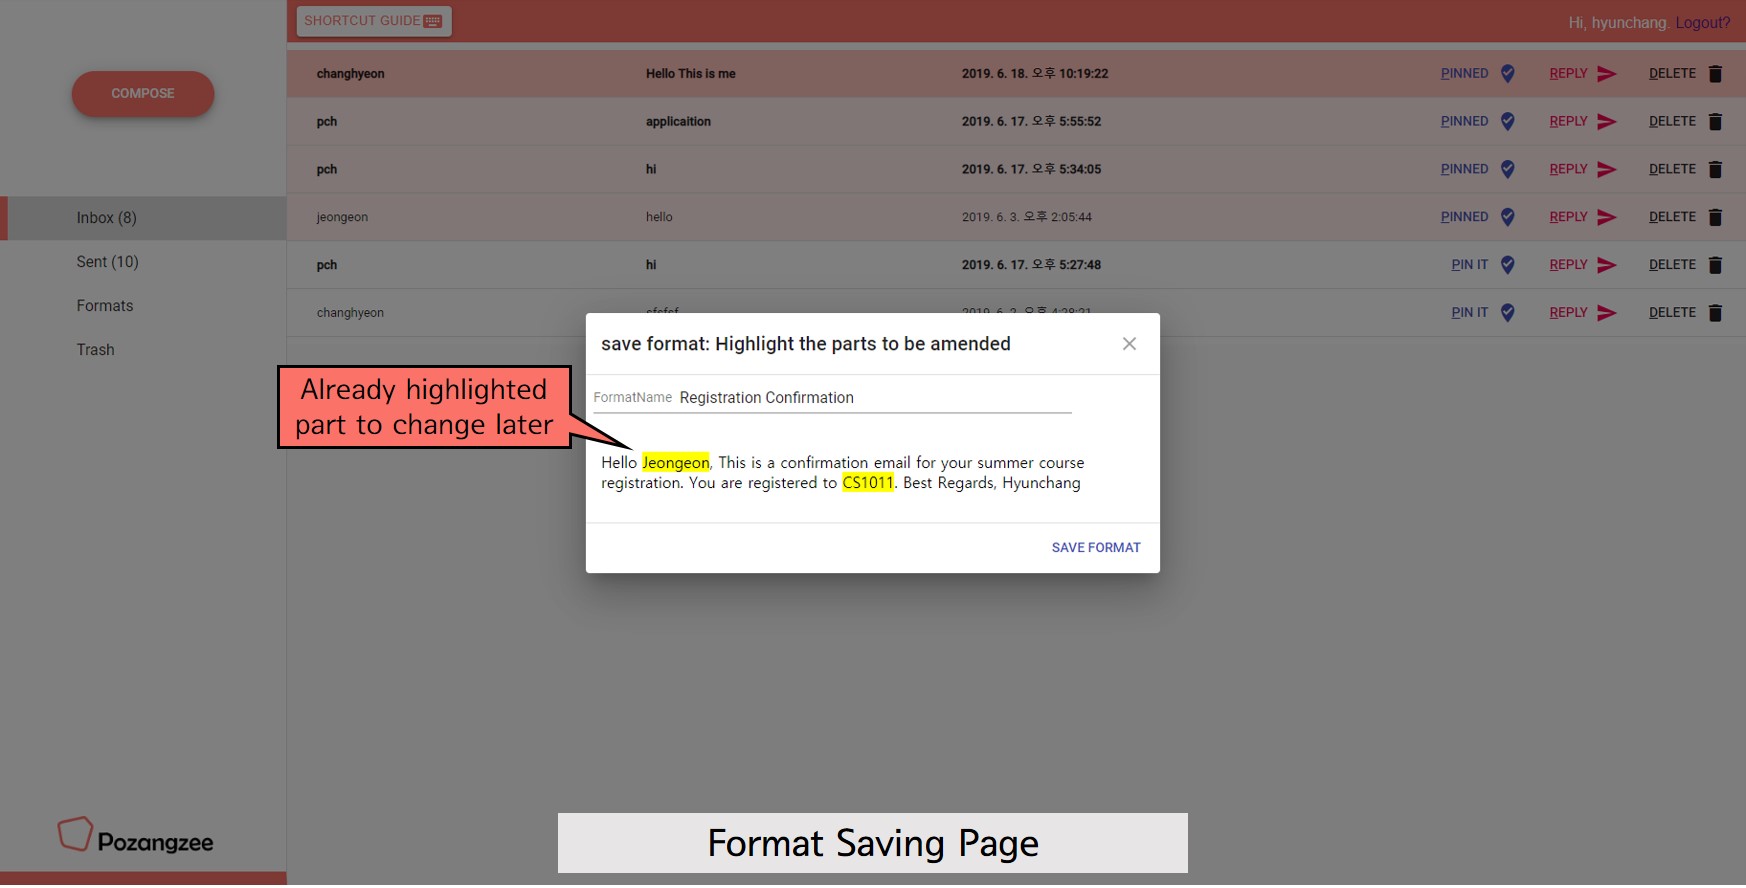 SHORTCUT GUIDE
Hi, hyunchang. Logout?
COMPOSE
Inbox (8)
Sent (10)
Formats
Trash
changhyeon Hello This is me 2019. 6. 18. 오후 10:19:22 PINNED REPLY DELETE
pch applicaition 2019. 6. 17. 오후 5:55:52 PINNED REPLY DELETE
pch hi 2019. 6. 17. 오후 5:34:05 PINNED REPLY DELETE
jeongeon hello 2019. 6. 3. 오후 2:05:44 PINNED REPLY DELETE
pch hi 2019. 6. 17. 오후 5:27:48 PIN IT REPLY DELETE
changhyeon PIN IT REPLY DELETE
save format: Highlight the parts to be amended
FormatName Registration Confirmation
Already highlighted
part to change later
Hello Jeongeon, This is a confirmation email for your summer course
registration. You are registered to CS1011. Best Regards, Hyunchang
SAVE FORMAT
Pozangzee
Format Saving Page